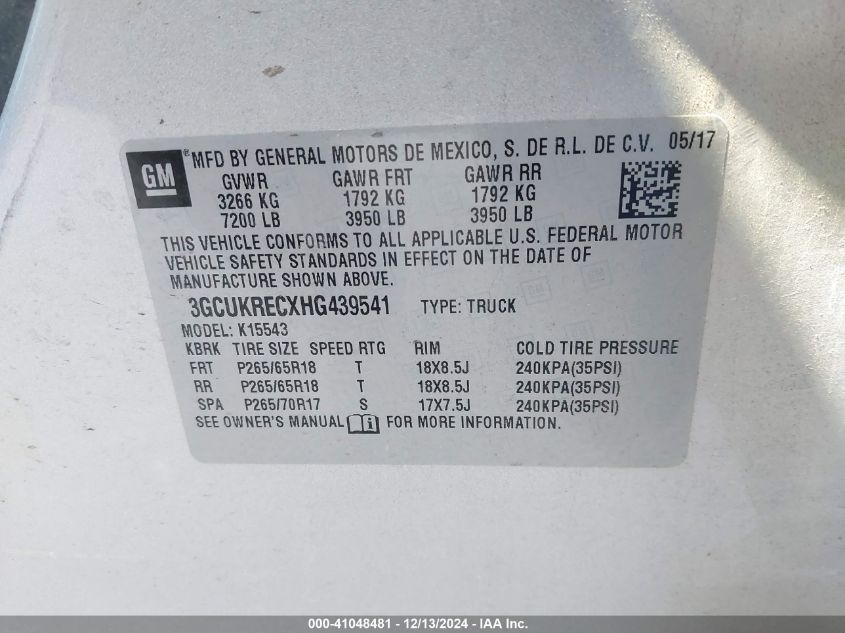 GM ® MFD BY GENERAL MOTORS DE MEXICO, S. DE R.L. DE C.V. 05/17
GVWR GAWR FRT GAWR RR
3266 KG 1792 KG 1792 KG
7200 LB 3950 LB 3950 LB
THIS VEHICLE CONFORMS TO ALL APPLICABLE U.S. FEDERAL MOTOR
VEHICLE SAFETY STANDARDS IN EFFECT ON THE DATE OF
MANUFACTURE SHOWN ABOVE.
3GCUKRECXHG439541 TYPE: TRUCK
MODEL: K15543
KBRK TIRE SIZE SPEED RTG RIM COLD TIRE PRESSURE
FRT P265/65R18 T 18X8.5J 240KPA(35PSI)
RR P265/65R18 T 18X8.5J 240KPA(35PSI)
SPA P265/70R17 S 17X7.5J 240KPA(35PSI)
SEE OWNER'S MANUAL i FOR MORE INFORMATION.
000-41048481 - 12/13/2024 - IAA Inc.